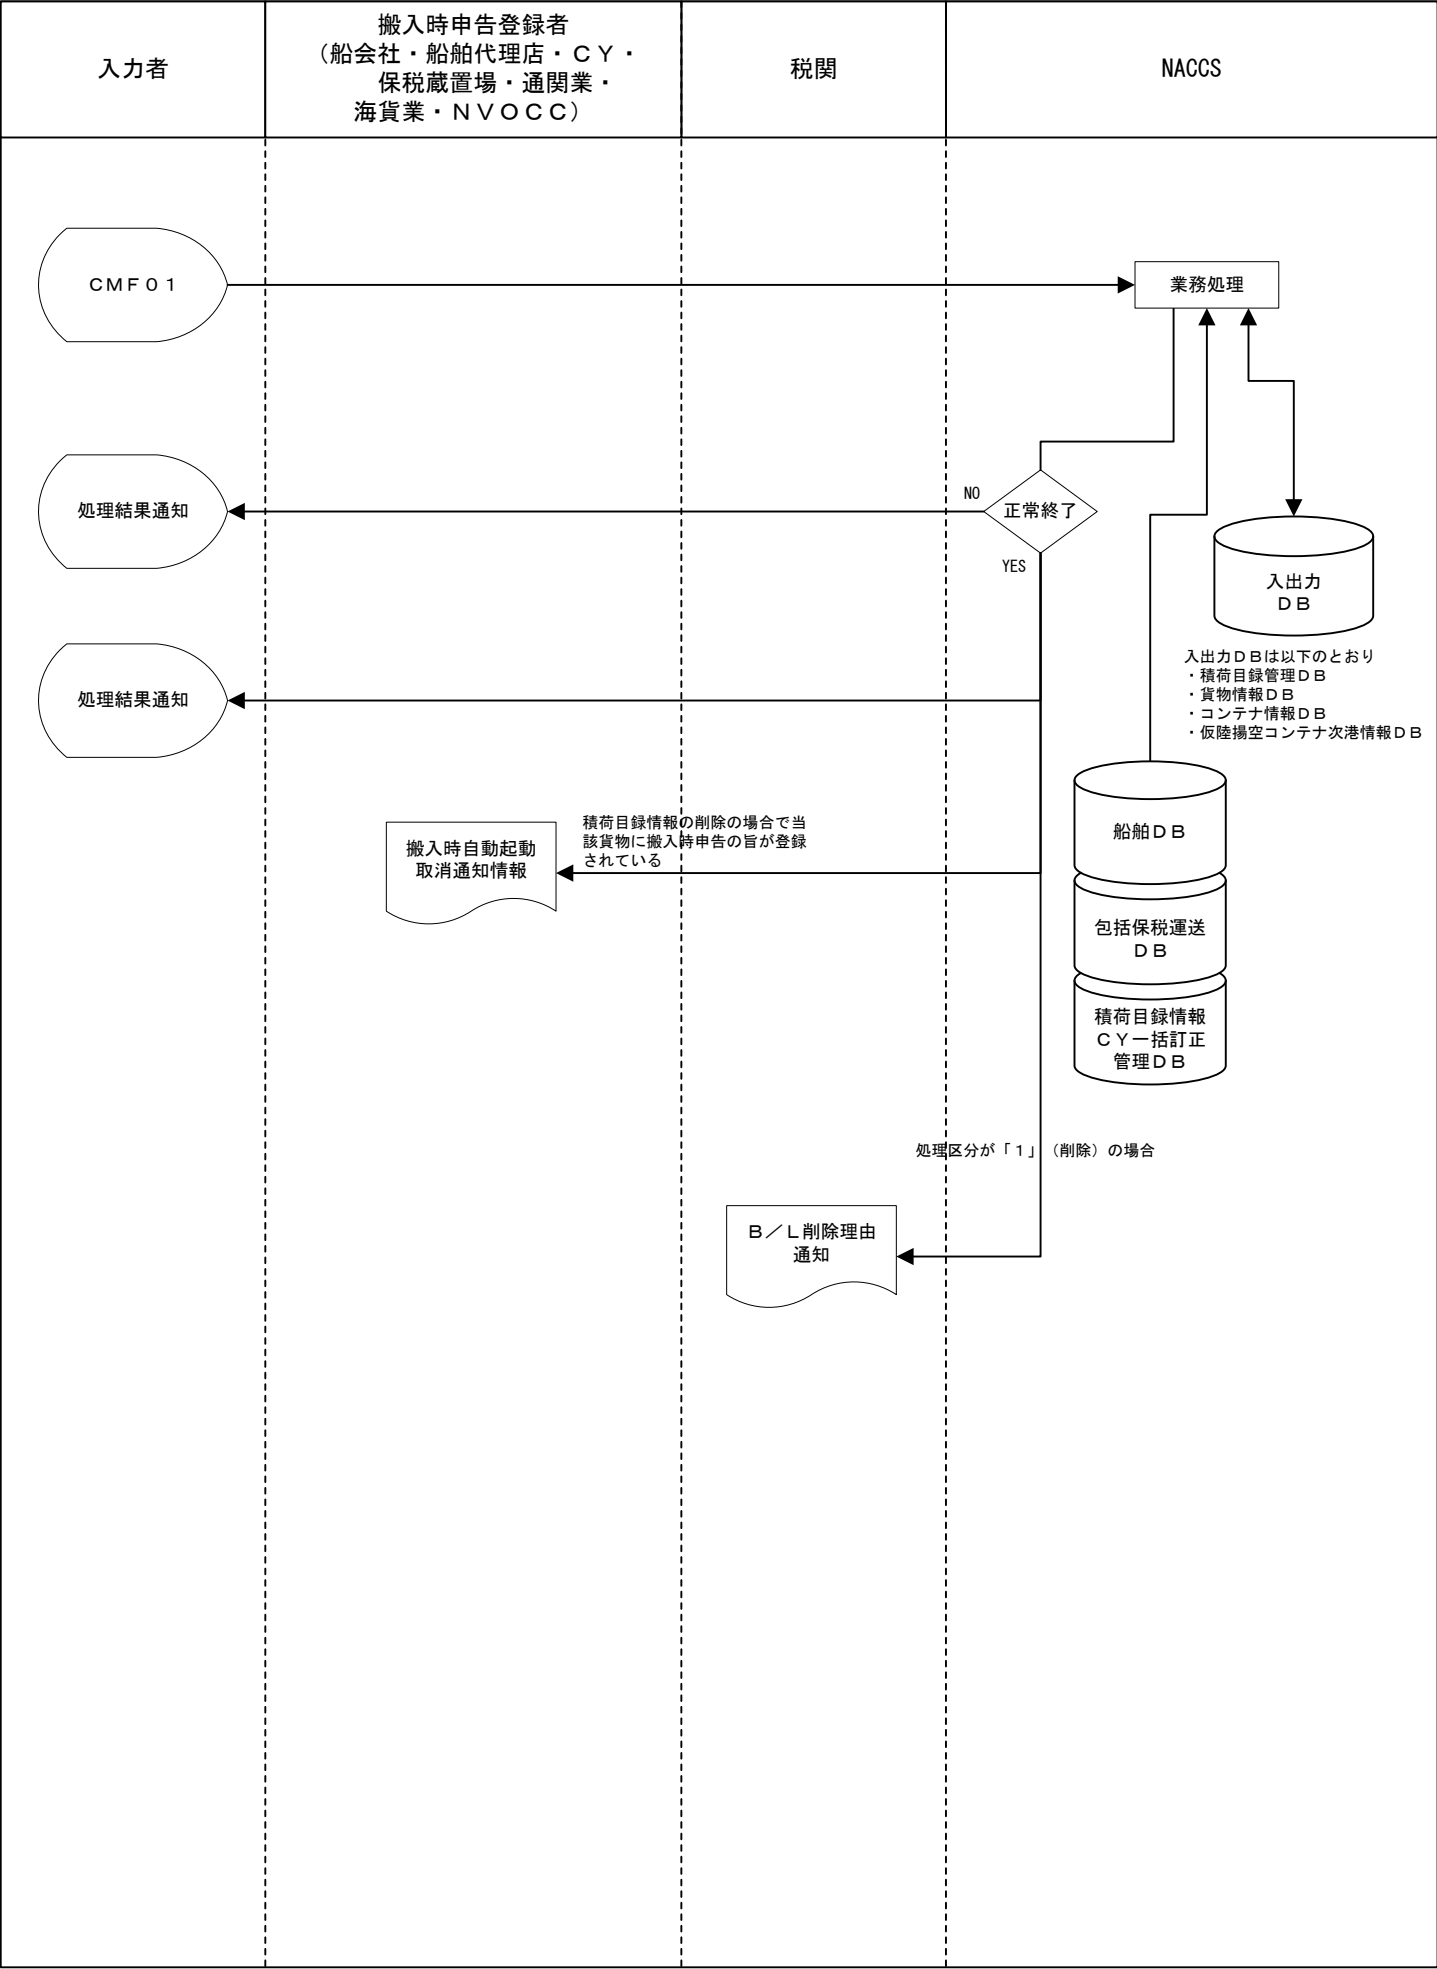 入力者
搬入時申告登録者
（船会社・船舶代理店・ＣＹ・
保税蔵置場・通関業・
海貨業・ＮＶＯＣＣ）
税関
NACCS
ＣＭＦ０１
業務処理
処理結果通知
NO
正常終了
YES
入出力
ＤＢ
入出力ＤＢは以下のとおり
・積荷目録管理ＤＢ
・貨物情報ＤＢ
・コンテナ情報ＤＢ
・仮陸揚空コンテナ次港情報ＤＢ
処理結果通知
搬入時自動起動
取消通知情報
積荷目録情報の削除の場合で当
該貨物に搬入時申告の旨が登録
されている
船舶ＤＢ
包括保税運送
ＤＢ
積荷目録情報
ＣＹ一括訂正
管理ＤＢ
処理区分が「１」（削除）の場合
Ｂ／Ｌ削除理由
通知